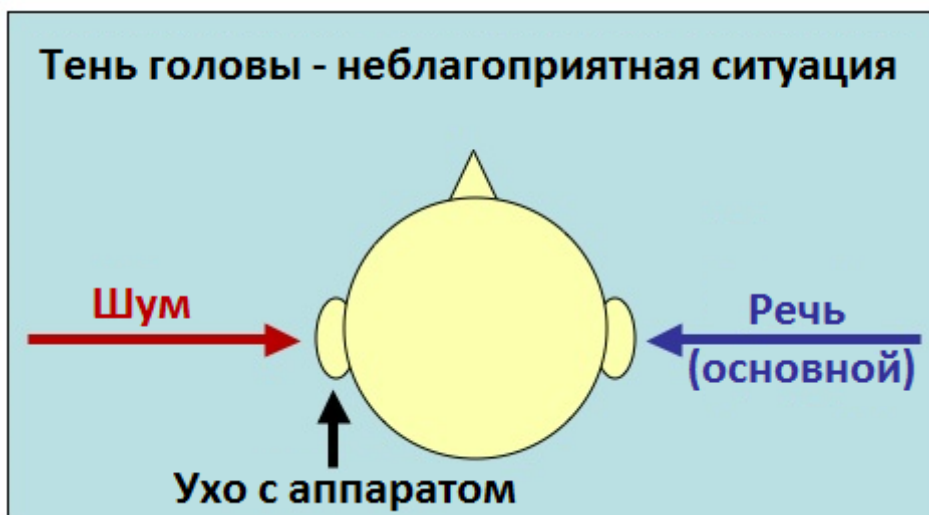 Тень головы - неблагоприятная ситуация
Шум
Речь
(основной)
Ухо с аппаратом